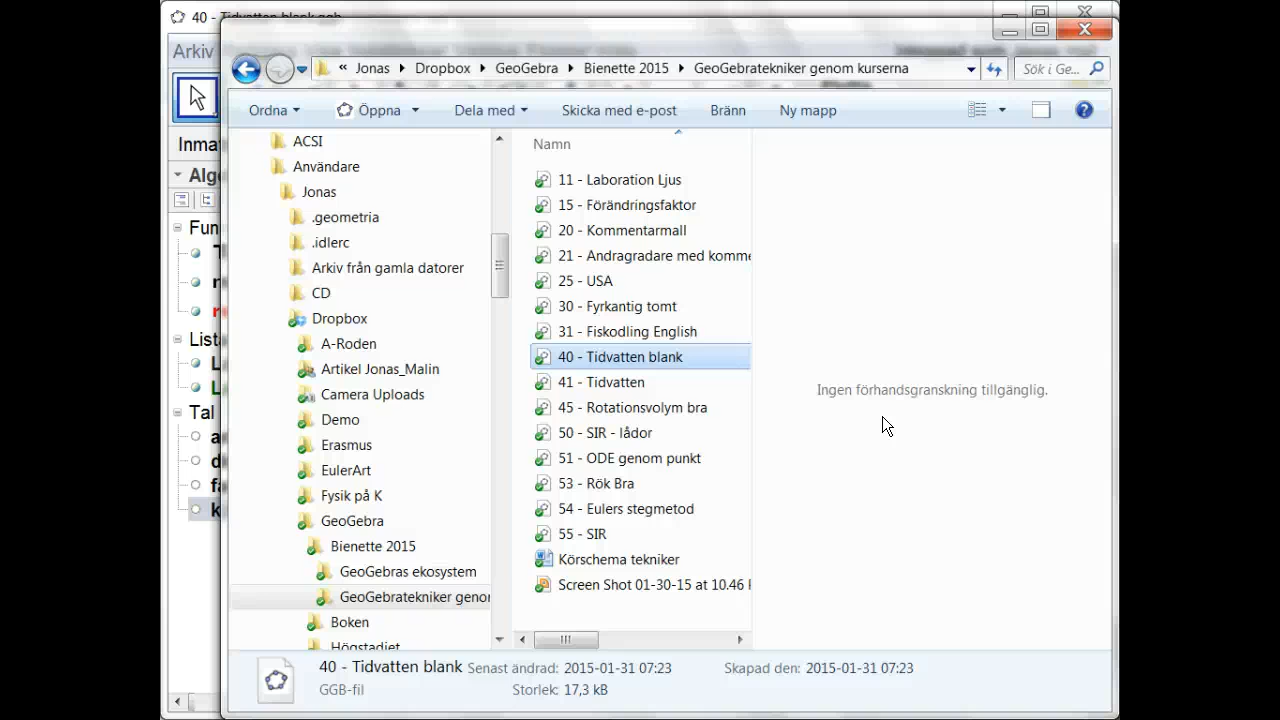 40 - Tidvatten blank.ggb
Arkiv
« Jonas Dropbox GeoGebra Bienette 2015 GeoGebratekniker genom kurserna
Sök i Ge...
Ordna Öppna Dela med Skicka med e-post Bränn Ny mapp
Inma
Alg
Fun
Lista
Tal
ACSI
Användare
Jonas
.geometria
.idlerc
Arkiv från gamla datorer
CD
Dropbox
A-Roden
Artikel Jonas_Malin
Camera Uploads
Demo
Erasmus
EulerArt
Fysik på K
GeoGebra
Bienette 2015
GeoGebras ekosystem
GeoGebratekniker genor
Boken
Högstadiet
Namn
11 - Laboration Ljus
15 - Förändringsfaktor
20 - Kommentarmall
21 - Andragradare med komme
25 - USA
30 - Fyrkantig tomt
31 - Fiskodling English
40 - Tidvatten blank
41 - Tidvatten
45 - Rotationsvolym bra
50 - SIR - lådor
51 - ODE genom punkt
53 - Rök Bra
54 - Eulers stegmetod
55 - SIR
Körschema tekniker
Screen Shot 01-30-15 at 10.46
Ingen förhandsgranskning tillgänglig.
40 - Tidvatten blank Senast ändrad: 2015-01-31 07:23 Skapad den: 2015-01-31 07:23
GGB-fil Storlek: 17,3 kB